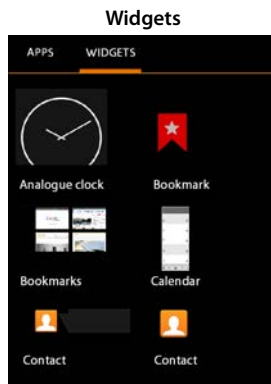 Widgets
APPS WIDGETS
Analogue clock Bookmark
Bookmarks Calendar
Contact Contact